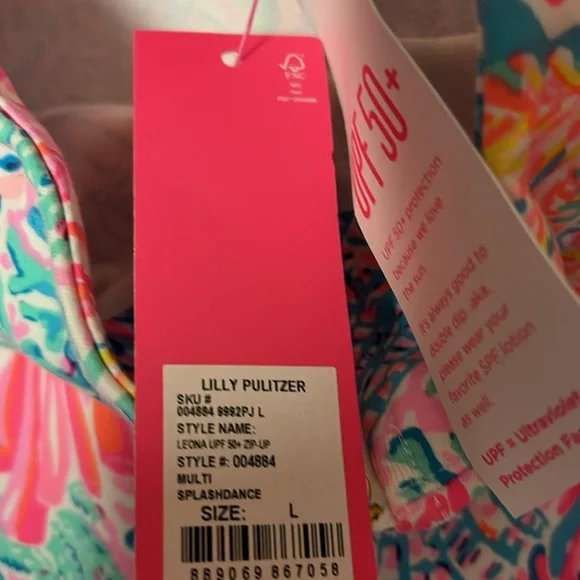 FSC
UPF 50+
UPF 50+ protection
because we love
the sun.
it's always good to
double dip...aka,
please wear your
favorite SPF lotion
as well.
UPF = Ultraviolet
Protection
LILLY PULITZER
SKU #
004884 9992PJ L
STYLE NAME:
LEONA UPF 50+ ZIP-UP
STYLE #: 004884
MULTI
SPLASHDANCE
SIZE: L
889069 867058